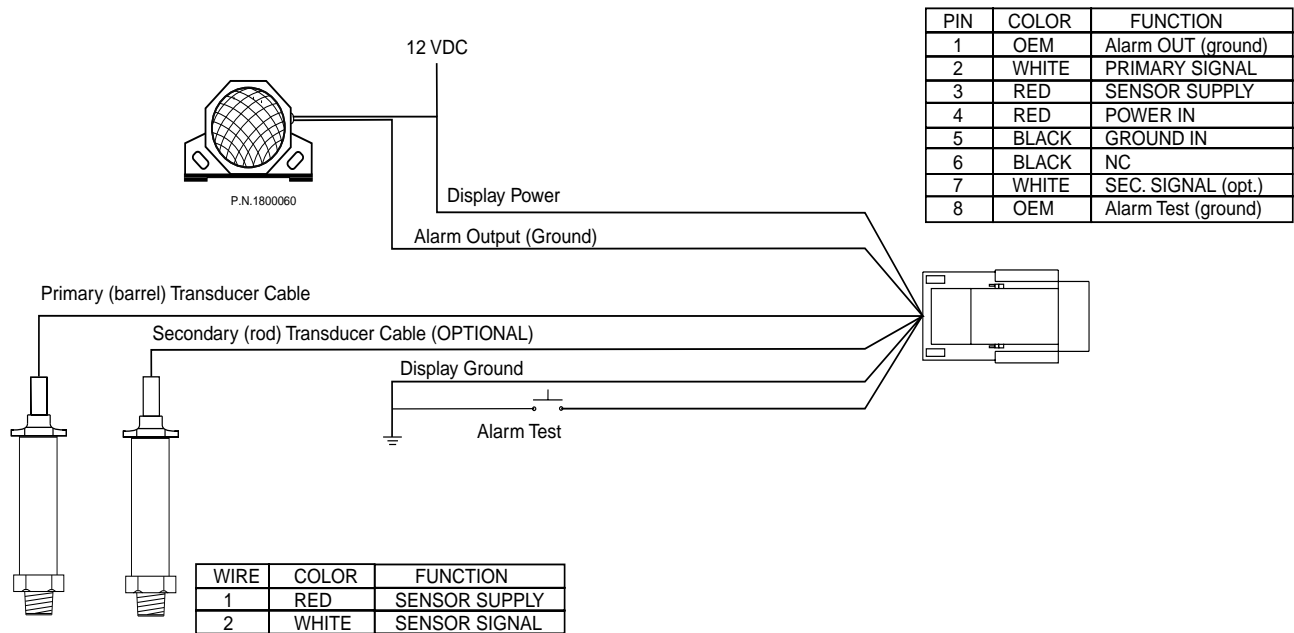 12 VDC
P.N.1800060
Display Power
Alarm Output (Ground)
Primary (barrel) Transducer Cable
Secondary (rod) Transducer Cable (OPTIONAL)
Display Ground
Alarm Test
PIN COLOR FUNCTION
1 OEM Alarm OUT (ground)
2 WHITE PRIMARY SIGNAL
3 RED SENSOR SUPPLY
4 RED POWER IN
5 BLACK GROUND IN
6 BLACK NC
7 WHITE SEC. SIGNAL (opt.)
8 OEM Alarm Test (ground)
WIRE COLOR FUNCTION
1 RED SENSOR SUPPLY
2 WHITE SENSOR SIGNAL